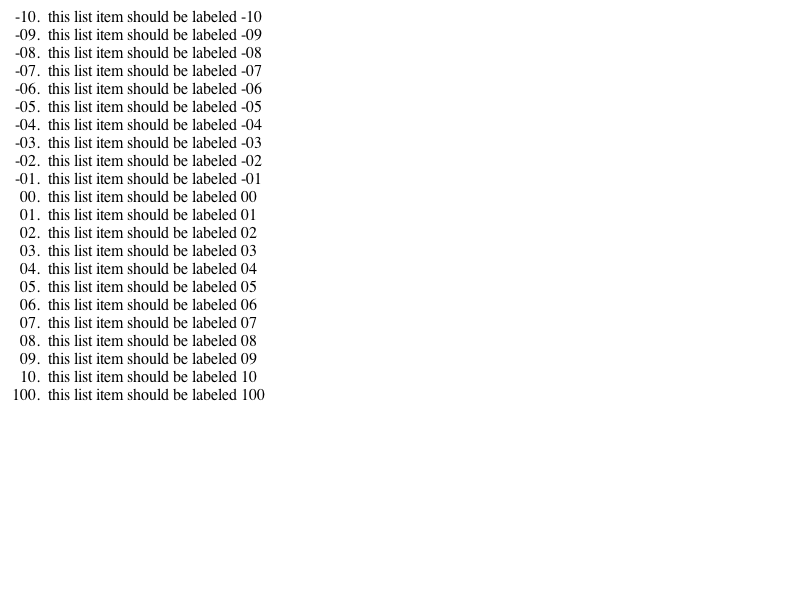 -10. this list item should be labeled -10
-09. this list item should be labeled -09
-08. this list item should be labeled -08
-07. this list item should be labeled -07
-06. this list item should be labeled -06
-05. this list item should be labeled -05
-04. this list item should be labeled -04
-03. this list item should be labeled -03
-02. this list item should be labeled -02
-01. this list item should be labeled -01
00. this list item should be labeled 00
01. this list item should be labeled 01
02. this list item should be labeled 02
03. this list item should be labeled 03
04. this list item should be labeled 04
05. this list item should be labeled 05
06. this list item should be labeled 06
07. this list item should be labeled 07
08. this list item should be labeled 08
09. this list item should be labeled 09
10. this list item should be labeled 10
100. this list item should be labeled 100